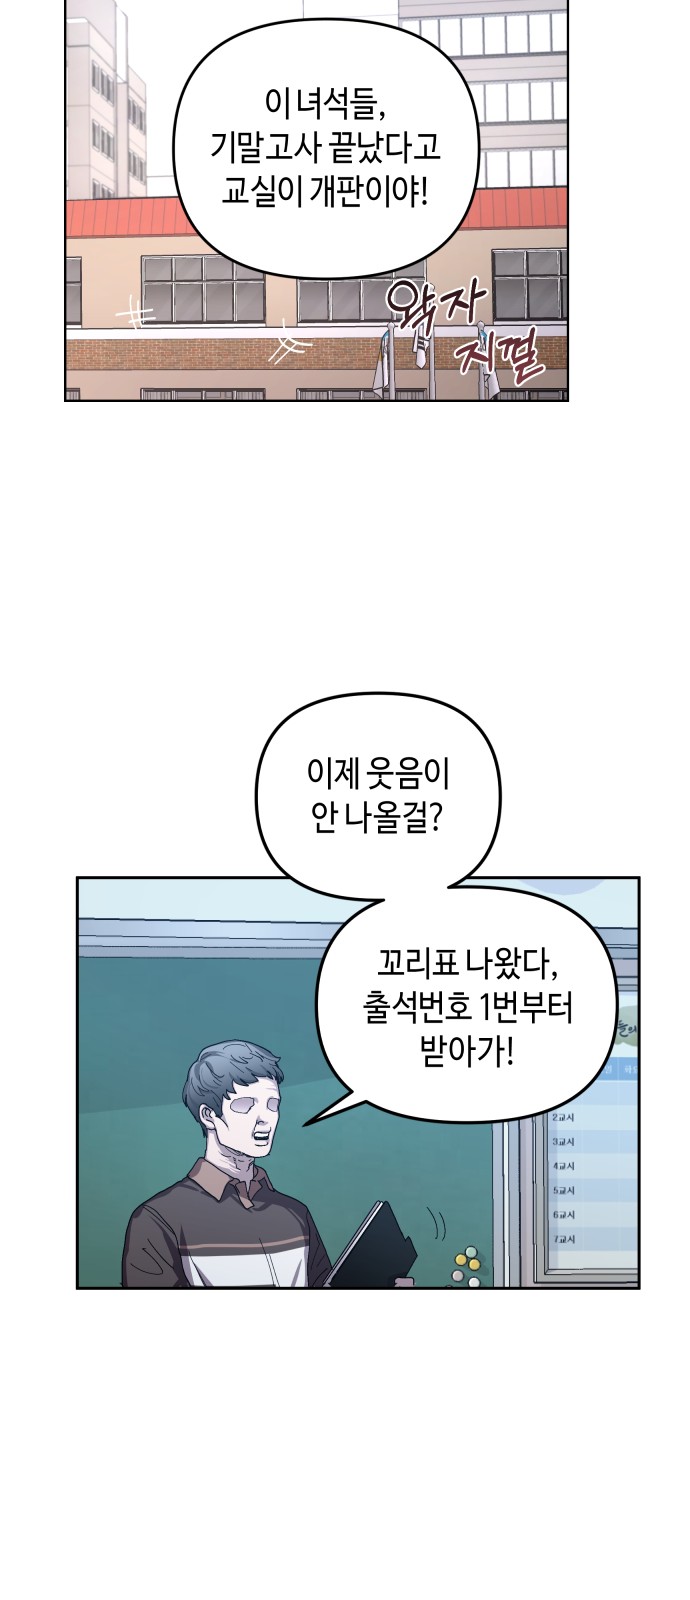 이 녀석들,
기말고사 끝났다고
교실이 개판이야!
왁자
지껄
이제 웃음이
안 나올걸?
꼬리표 나왔다,
출석번호 1번부터
받아가!
2교시
3교시
4교시
5교시
6교시
7교시